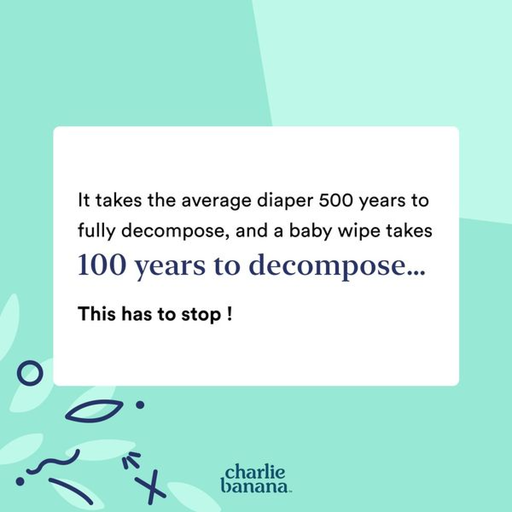 It takes the average diaper 500 years to
fully decompose, and a baby wipe takes
100 years to decompose...
This has to stop !
charlie
banana.